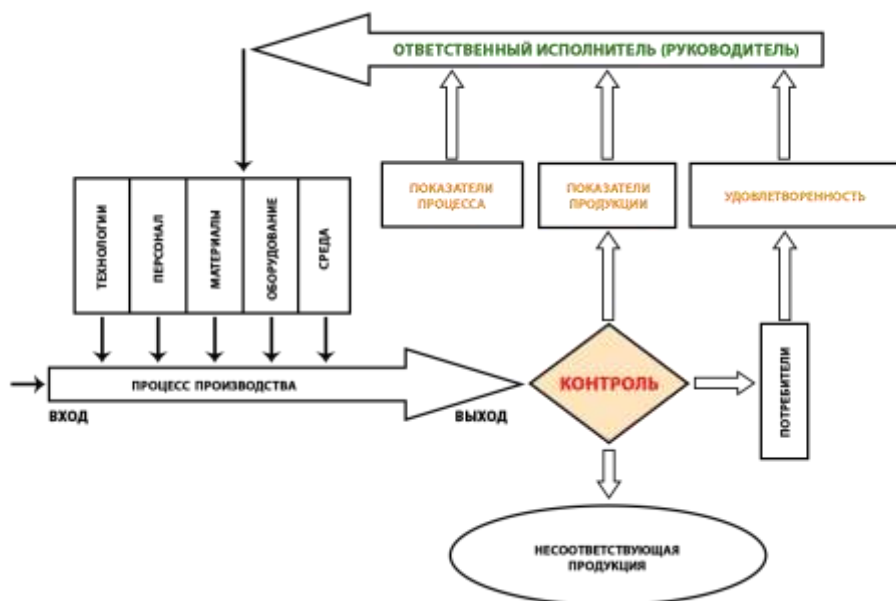 ОТВЕТСТВЕННЫЙ ИСПОЛНИТЕЛЬ (РУКОВОДИТЕЛЬ)
ПОКАЗАТЕЛИ
ПРОЦЕССА
ПОКАЗАТЕЛИ
ПРОДУКЦИИ
УДОВЛЕТВОРЕННОСТЬ
ТЕХНОЛОГИИ
ПЕРСОНАЛ
МАТЕРИАЛЫ
ОБОРУДОВАНИЕ
СРЕДА
ПРОЦЕСС ПРОИЗВОДСТВА
ВХОД
ВЫХОД
КОНТРОЛЬ
ПОТРЕБИТЕЛИ
НЕСООТВЕТСТВУЮЩАЯ
ПРОДУКЦИЯ